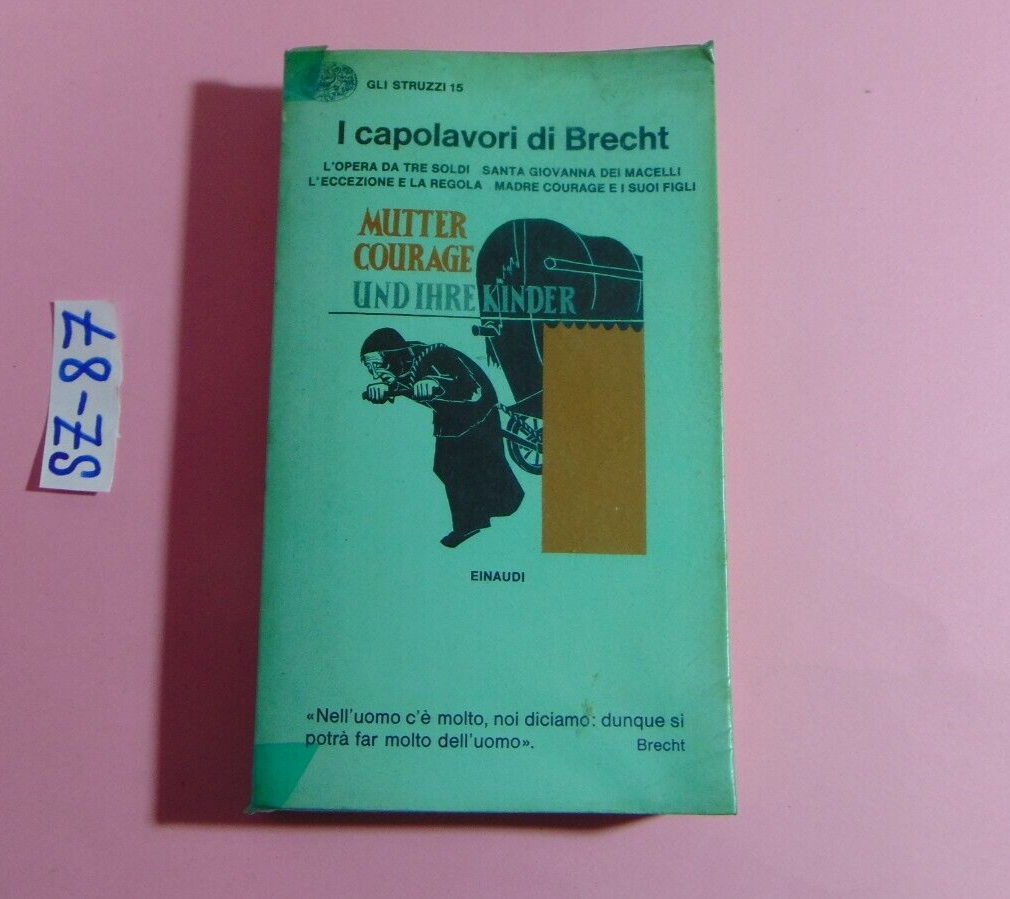 GLI STRUZZI 15
I capolavori di Brecht
L'OPERA DA TRE SOLDI SANTA GIOVANNA DEI MACELLI
L'ECCEZIONE E LA REGOLA MADRE COURAGE E I SUOI FIGLI
MUTTER
COURAGE
UND IHRE KINDER
EINAUDI
«Nell'uomo c'è molto, noi diciamo: dunque si
potrà far molto dell'uomo».
Brecht
SZ-87